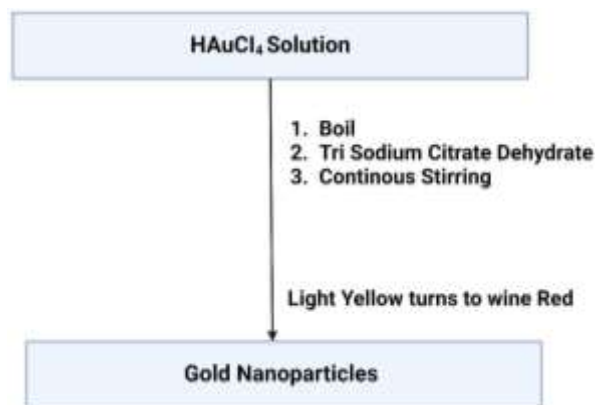 HAuCl₄ Solution
1. Boil
2. Tri Sodium Citrate Dehydrate
3. Continous Stirring
Light Yellow turns to wine Red
Gold Nanoparticles